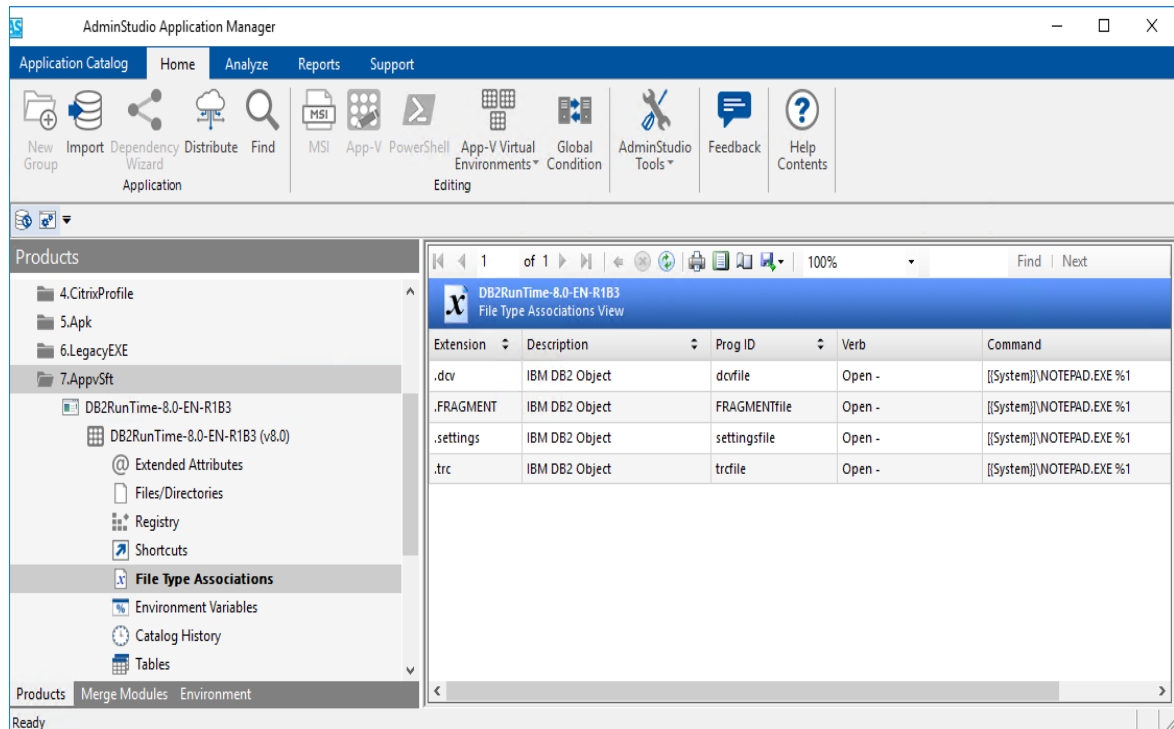 AS AdminStudio Application Manager
Application Catalog Home Analyze Reports Support
New Group Import Dependency Wizard Distribute Find MSI App-V PowerShell App-V Virtual Environments Global Condition AdminStudio Tools Feedback Help Contents
Application Editing
Products
4.CitrixProfile
5.Apk
6.LegacyEXE
7.AppvSft
DB2RunTime-8.0-EN-R1B3
DB2RunTime-8.0-EN-R1B3 (v8.0)
Extended Attributes
Files/Directories
Registry
Shortcuts
File Type Associations
Environment Variables
Catalog History
Tables
Products Merge Modules Environment
Ready
1 of 1 100% Find | Next
DB2RunTime-8.0-EN-R1B3
File Type Associations View
Extension Description Prog ID Verb Command
.dcv IBM DB2 Object dcvfile Open - [{System}]\NOTEPAD.EXE %1
.FRAGMENT IBM DB2 Object FRAGMENTfile Open - [{System}]\NOTEPAD.EXE %1
.settings IBM DB2 Object settingsfile Open - [{System}]\NOTEPAD.EXE %1
.trc IBM DB2 Object trcfile Open - [{System}]\NOTEPAD.EXE %1